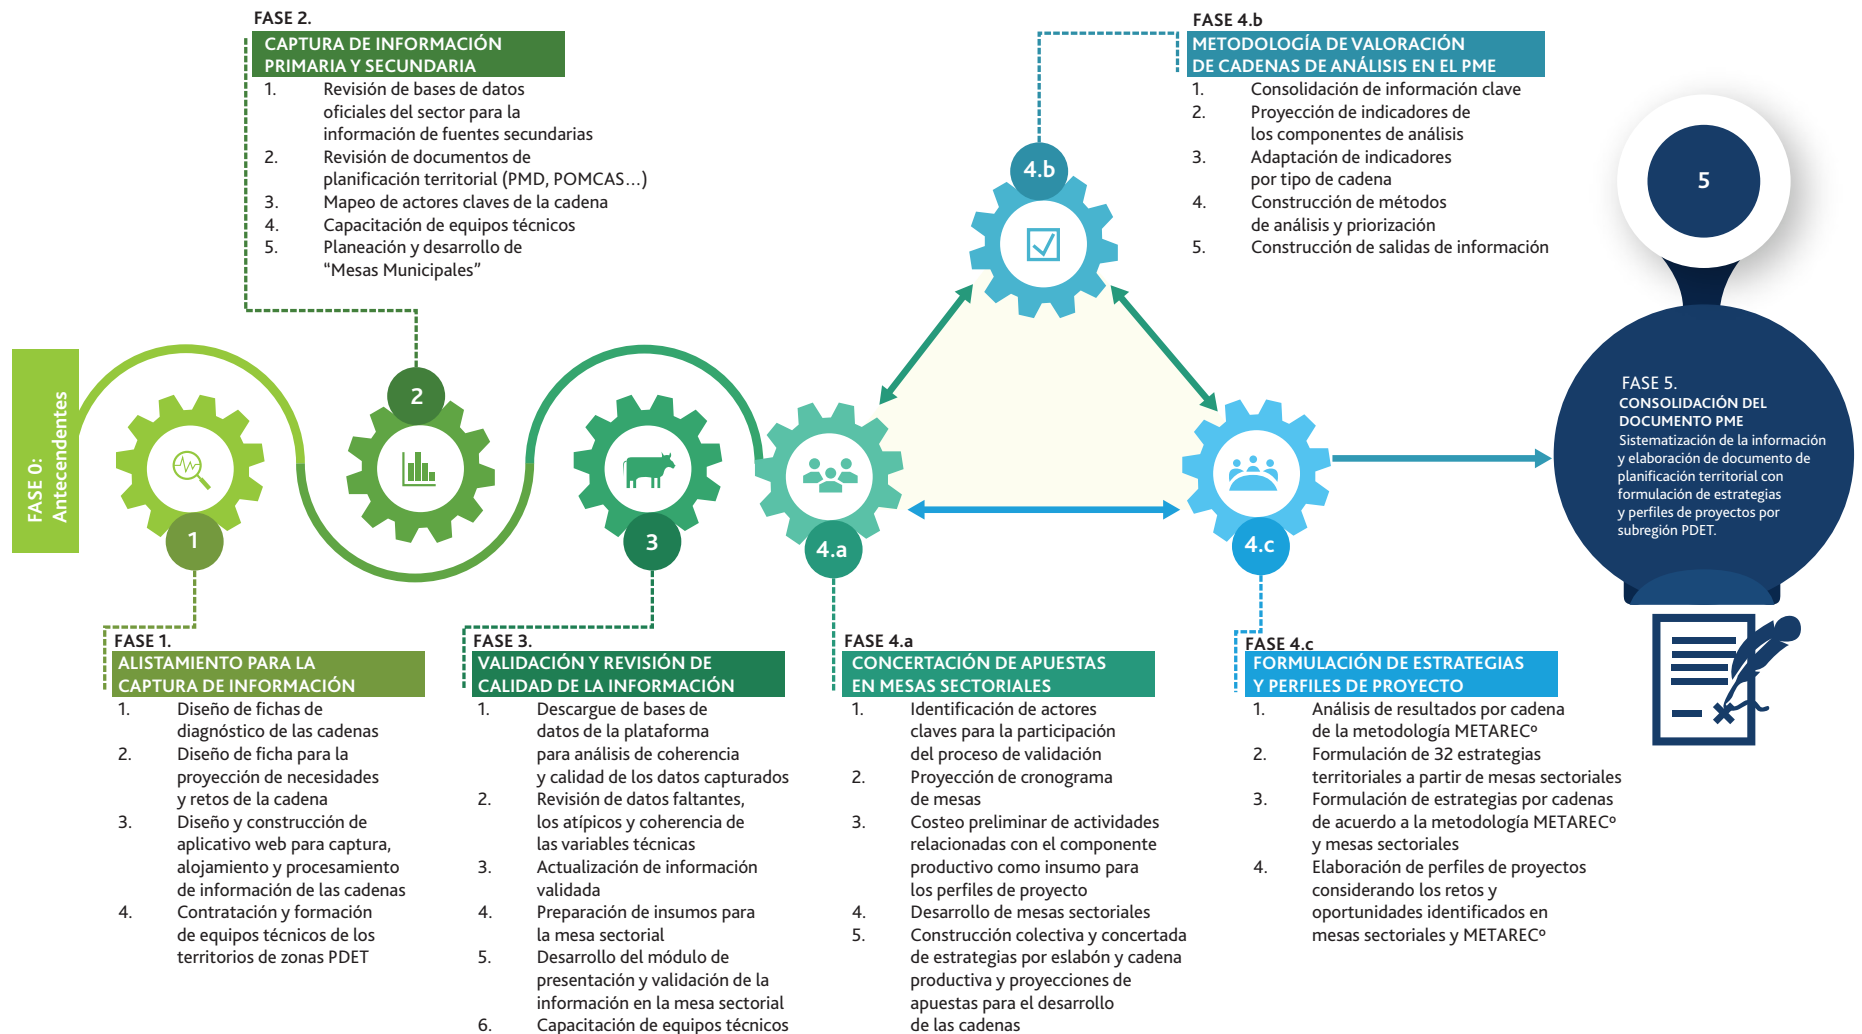 FASE 0:
Antecendentes
1
FASE 1.
ALISTAMIENTO PARA LA
CAPTURA DE INFORMACIÓN
1. Diseño de fichas de
diagnóstico de las cadenas
2. Diseño de ficha para la
proyección de necesidades
y retos de la cadena
3. Diseño y construcción de
aplicativo web para captura,
alojamiento y procesamiento
de información de las cadenas
4. Contratación y formación
de equipos técnicos de los
territorios de zonas PDET
FASE 2.
CAPTURA DE INFORMACIÓN
PRIMARIA Y SECUNDARIA
1. Revisión de bases de datos
oficiales del sector para la
información de fuentes secundarias
2. Revisión de documentos de
planificación territorial (PMD, POMCAS...)
3. Mapeo de actores claves de la cadena
4. Capacitación de equipos técnicos
5. Planeación y desarrollo de
“Mesas Municipales”
2
3
FASE 3.
VALIDACIÓN Y REVISIÓN DE
CALIDAD DE LA INFORMACIÓN
1. Descargue de bases de
datos de la plataforma
para análisis de coherencia
y calidad de los datos capturados
2. Revisión de datos faltantes,
los atípicos y coherencia de
las variables técnicas
3. Actualización de información
validada
4. Preparación de insumos para
la mesa sectorial
5. Desarrollo del módulo de
presentación y validación de la
información en la mesa sectorial
6. Capacitación de equipos técnicos
4.a
FASE 4.a
CONCERTACIÓN DE APUESTAS
EN MESAS SECTORIALES
1. Identificación de actores
claves para la participación
del proceso de validación
2. Proyección de cronograma
de mesas
3. Costeo preliminar de actividades
relacionadas con el componente
productivo como insumo para
los perfiles de proyecto
4. Desarrollo de mesas sectoriales
5. Construcción colectiva y concertada
de estrategias por eslabón y cadena
productiva y proyecciones de
apuestas para el desarrollo
de las cadenas
FASE 4.b
METODOLOGÍA DE VALORACIÓN
DE CADENAS DE ANÁLISIS EN EL PME
1. Consolidación de información clave
2. Proyección de indicadores de
los componentes de análisis
3. Adaptación de indicadores
por tipo de cadena
4. Construcción de métodos
de análisis y priorización
5. Construcción de salidas de información
4.b
4.c
FASE 4.c
FORMULACIÓN DE ESTRATEGIAS
Y PERFILES DE PROYECTO
1. Análisis de resultados por cadena
de la metodología METARECº
2. Formulación de 32 estrategias
territoriales a partir de mesas sectoriales
3. Formulación de estrategias por cadenas
de acuerdo a la metodología METARECº
y mesas sectoriales
4. Elaboración de perfiles de proyectos
considerando los retos y
oportunidades identificados en
mesas sectoriales y METARECº
5
FASE 5.
CONSOLIDACIÓN DEL
DOCUMENTO PME
Sistematización de la información
y elaboración de documento de
planificación territorial con
formulación de estrategias
y perfiles de proyectos por
subregión PDET.